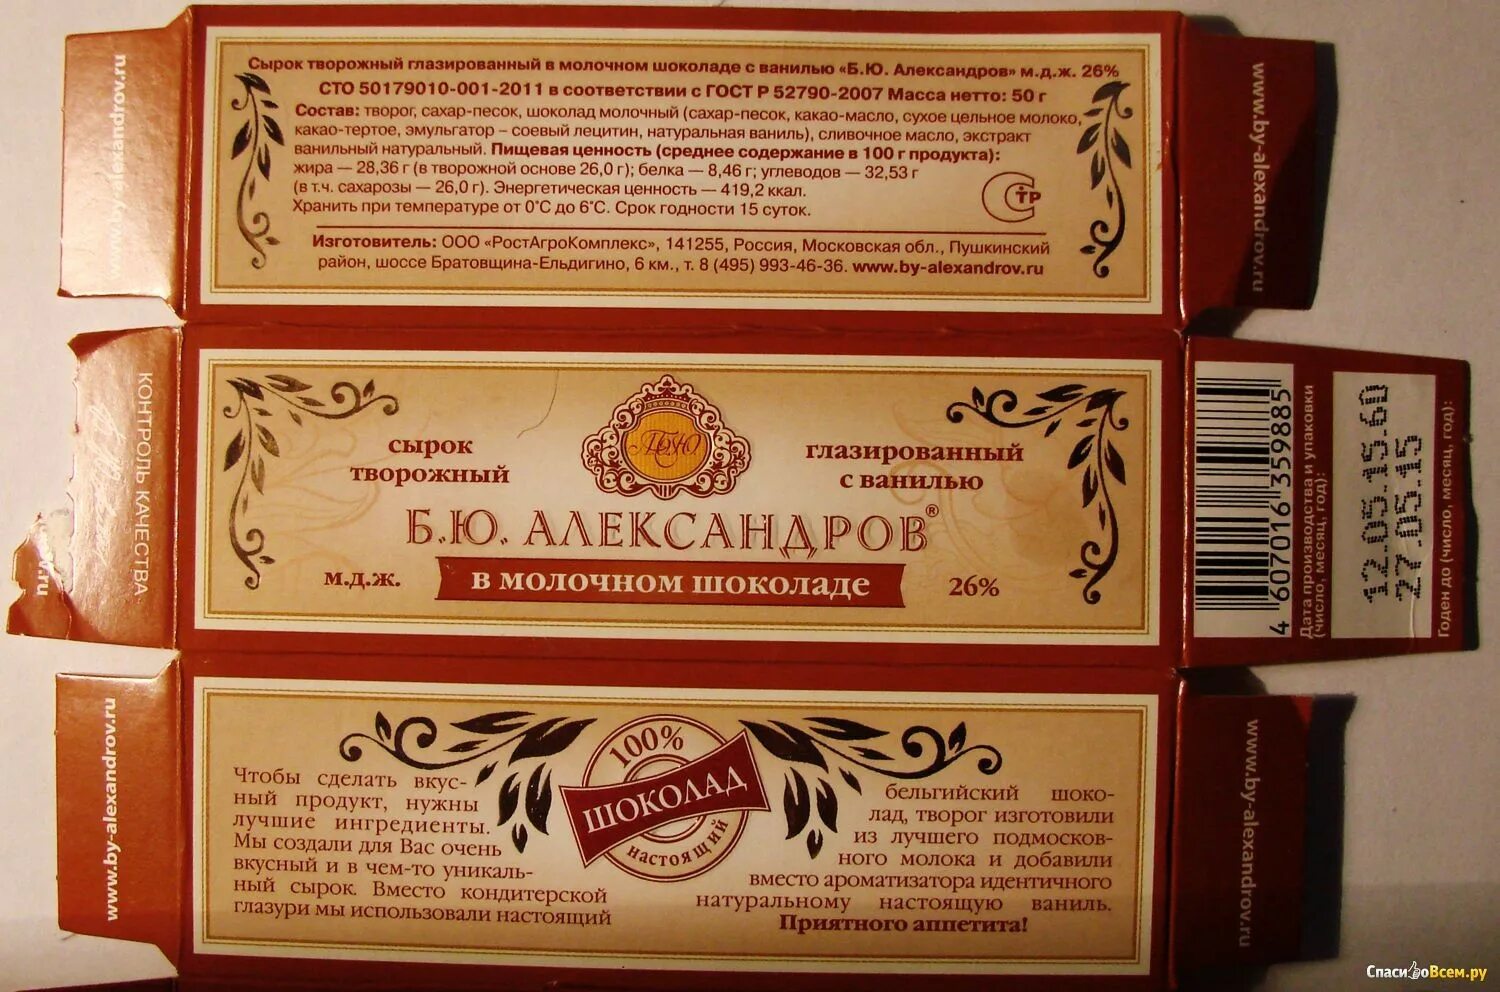 www.by-alexandrov.ru
Сырок творожный глазированный в молочном шоколаде с ванилью «Б.Ю. Александров» м.д.ж. 26%
СТО 50179010-001-2011 в соответствии с ГОСТ Р 52790-2007 Масса нетто: 50 г
Состав: творог, сахар-песок, шоколад молочный (сахар-песок, какао-масло, сухое цельное молоко,
какао-тертое, эмульгатор – соевый лецитин, натуральная ваниль), сливочное масло, экстракт
ванильный натуральный. Пищевая ценность (среднее содержание в 100 г продукта):
жира — 28,36 г (в творожной основе 26,0 г); белка — 8,46 г; углеводов — 32,53 г
(в т.ч. сахарозы — 26,0 г). Энергетическая ценность — 419,2 ккал.
Хранить при температуре от 0°С до 6°С. Срок годности 15 суток.
СТР
Изготовитель: ООО «РостАгроКомплекс», 141255, Россия, Московская обл., Пушкинский
район, шоссе Братовщина-Ельдигино, 6 км., т. 8 (495) 993-46-36. www.by-alexandrov.ru
www.by-alexandrov.ru
КОНТРОЛЬ КАЧЕСТВА
сырок
творожный
глазированный
с ванилью
Б.Ю. АЛЕКСАНДРОВ®
в молочном шоколаде
м.д.ж.
26%
4 607016 359885
Дата производства и упаковки
(число, месяц, год):
12.05.15.60
27.05.15
Годен до (число, месяц, год):
www.by-alexandrov.ru
Чтобы сделать вкус-
ный продукт, нужны
лучшие ингредиенты.
Мы создали для Вас очень
вкусный и в чем-то уникаль-
ный сырок. Вместо кондитерской
глазури мы использовали настоящий
100%
ШОКОЛАД
настоящий
бельгийский шоко-
лад, творог изготовили
из лучшего подмосков-
ного молока и добавили
вместо ароматизатора идентичного
натуральному настоящую ваниль.
Приятного аппетита!
www.by-alexandrov.ru
СпасибоВсем.ру